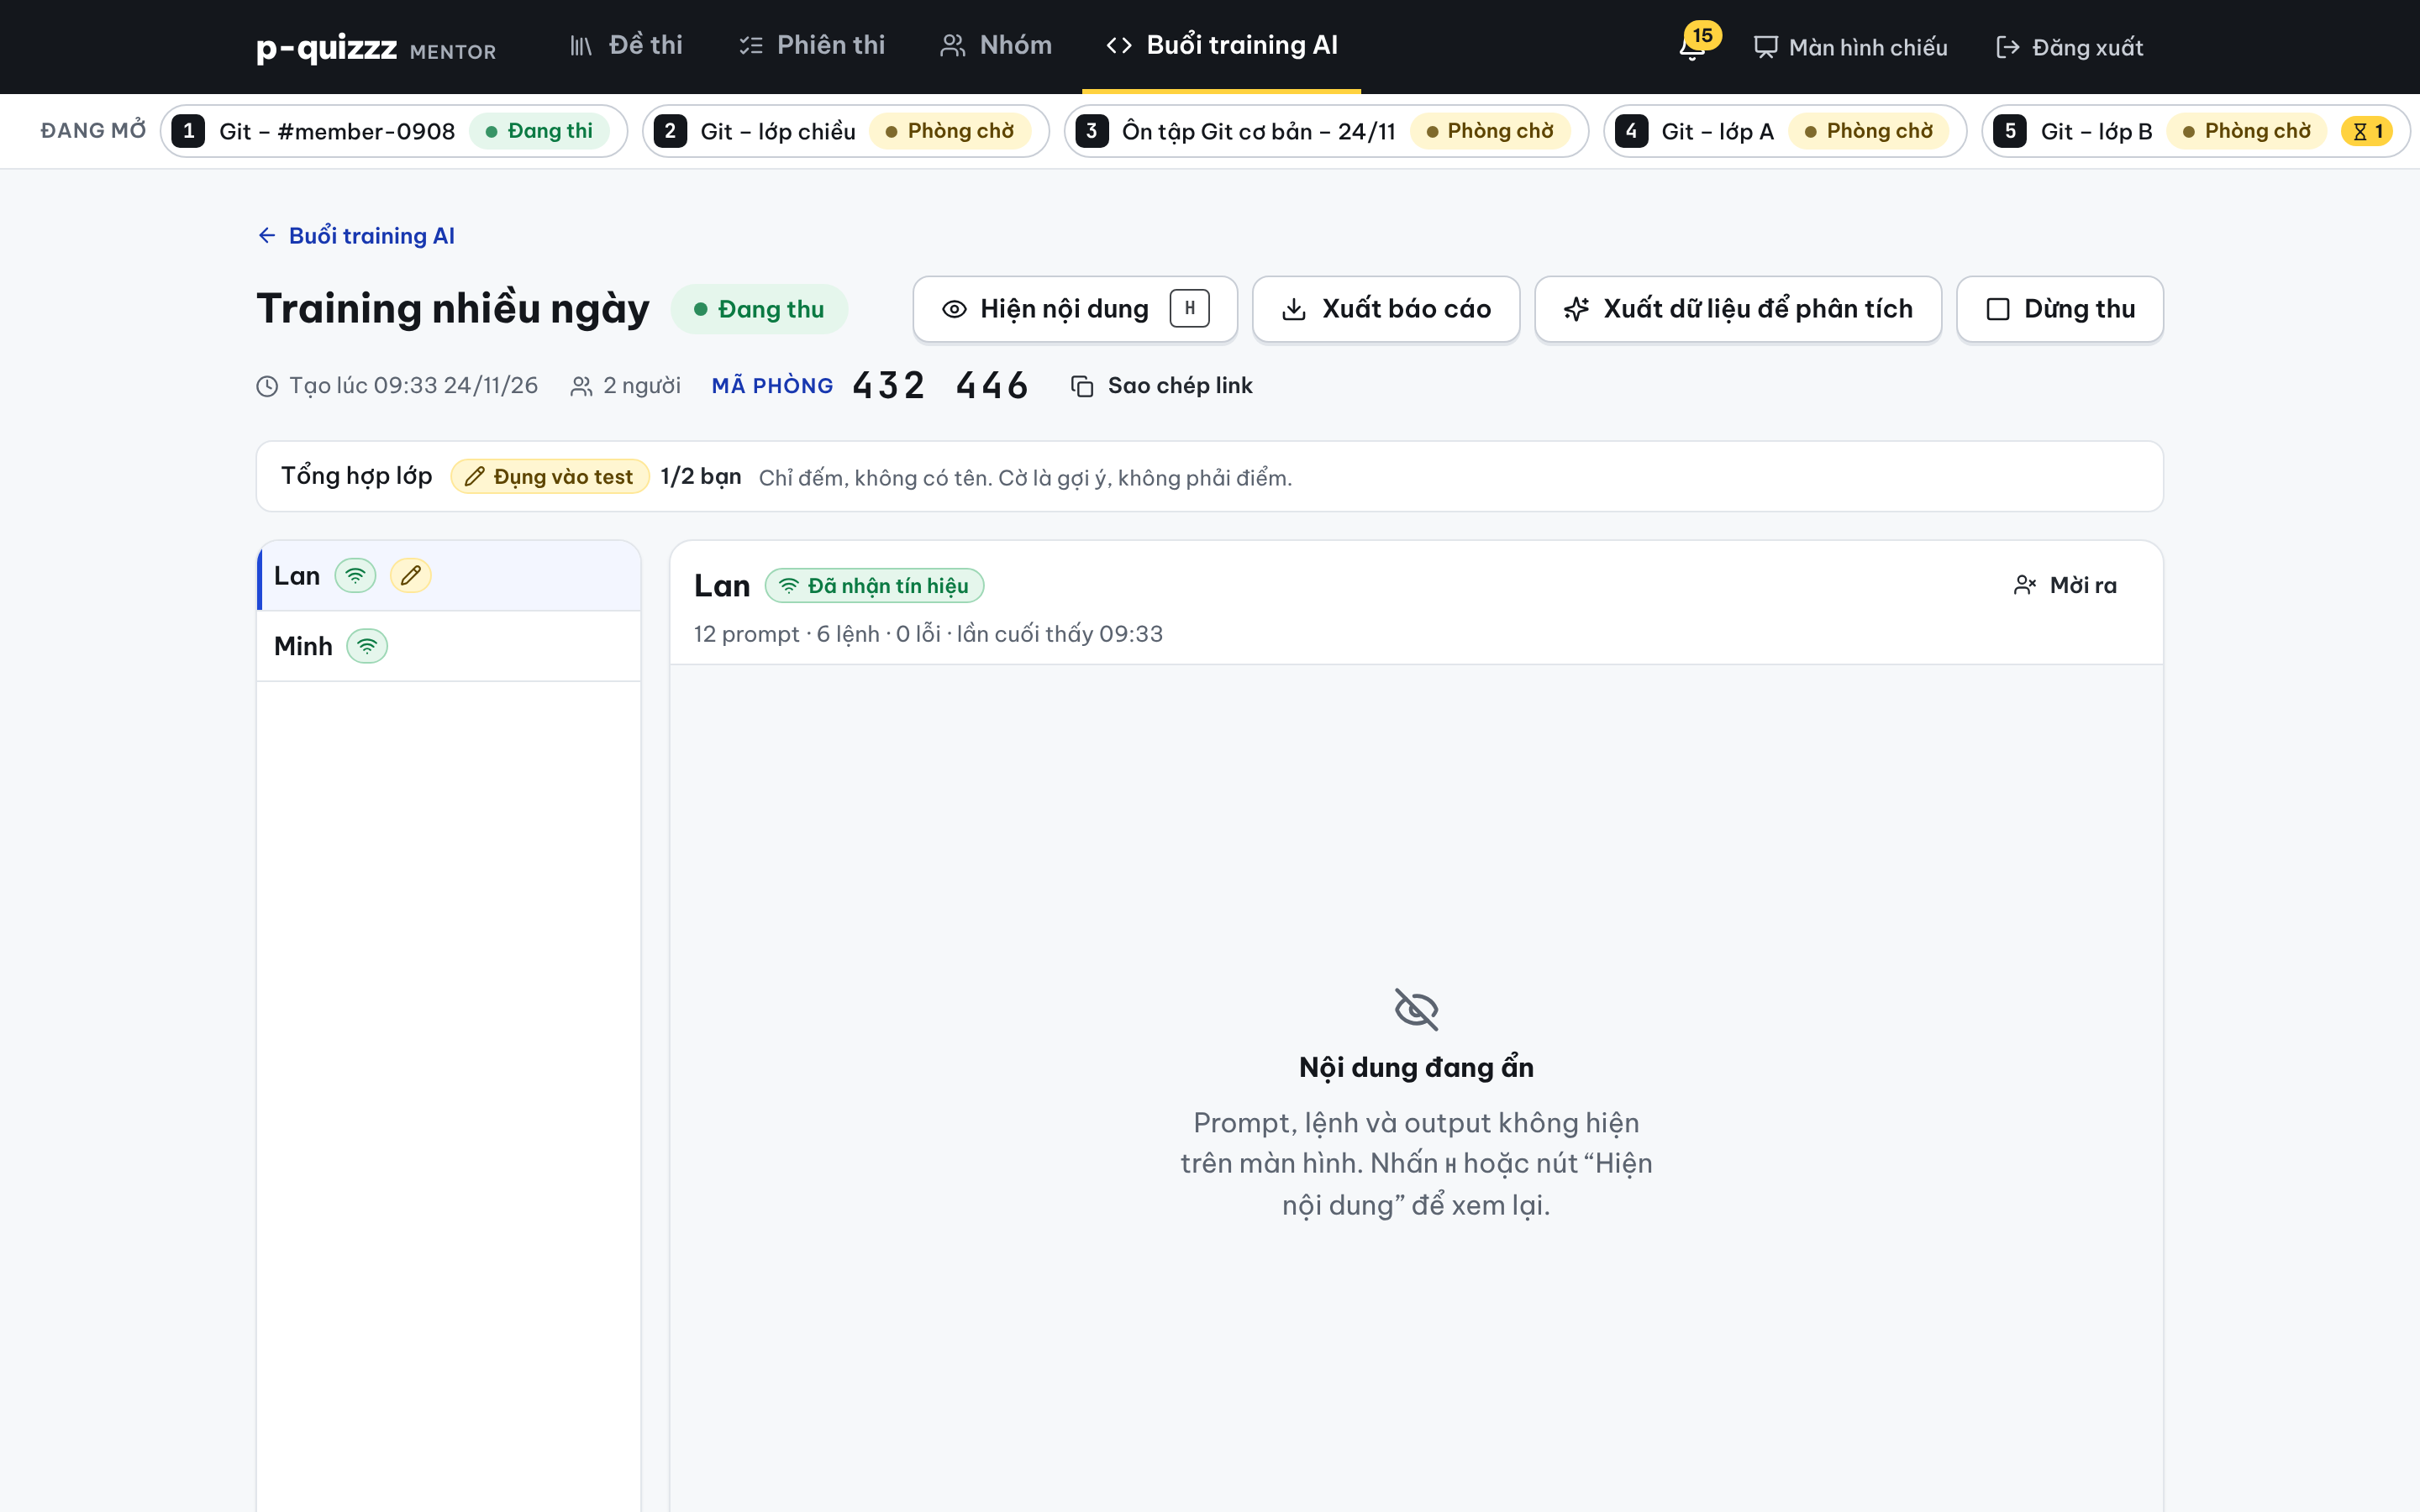 p-quizzz MENTOR Đề thi Phiên thi Nhóm Buổi training AI 15 Màn hình chiếu Đăng xuất
ĐANG MỞ 1 Git – #member-0908 Đang thi 2 Git – lớp chiều Phòng chờ 3 Ôn tập Git cơ bản – 24/11 Phòng chờ 4 Git – lớp A Phòng chờ 5 Git – lớp B Phòng chờ 1
Buổi training AI
Training nhiều ngày Đang thu Hiện nội dung H Xuất báo cáo Xuất dữ liệu để phân tích Dừng thu
Tạo lúc 09:33 24/11/26 2 người MÃ PHÒNG 432 446 Sao chép link
Tổng hợp lớp Đụng vào test 1/2 bạn Chỉ đếm, không có tên. Cờ là gợi ý, không phải điểm.
Lan
Minh
Lan Đã nhận tín hiệu Mời ra
12 prompt · 6 lệnh · 0 lỗi · lần cuối thấy 09:33
Nội dung đang ẩn
Prompt, lệnh và output không hiện
trên màn hình. Nhấn H hoặc nút “Hiện
nội dung” để xem lại.